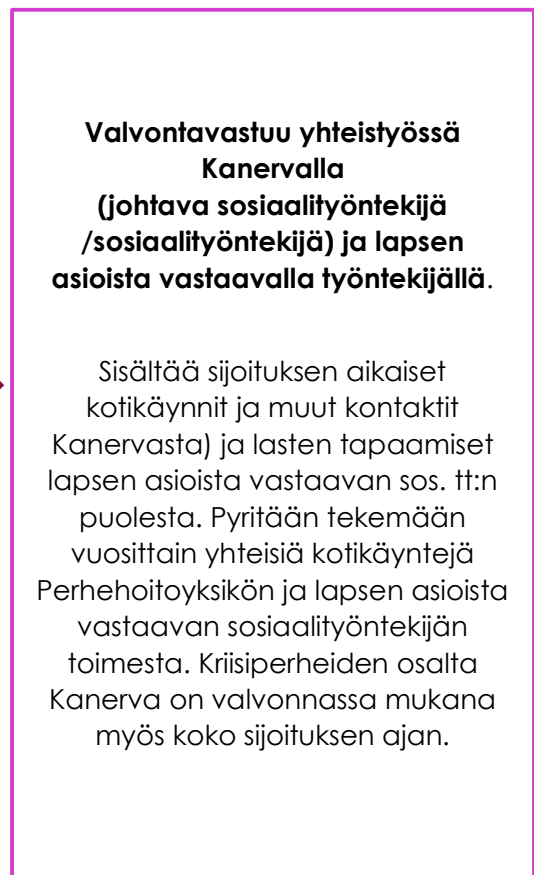 Valvontavastuu yhteistyössä
Kanervalla
(johtava sosiaalityöntekijä
/sosiaalityöntekijä) ja lapsen
asioista vastaavalla työntekijällä.
Sisältää sijoituksen aikaiset
kotikäynnit ja muut kontaktit
Kanervasta) ja lasten tapaamiset
lapsen asioista vastaavan sos. tt:n
puolesta. Pyritään tekemään
vuosittain yhteisiä kotikäyntejä
Perhehoitoyksikön ja lapsen asioista
vastaavan sosiaalityöntekijän
toimesta. Kriisiperheiden osalta
Kanerva on valvonnassa mukana
myös koko sijoituksen ajan.